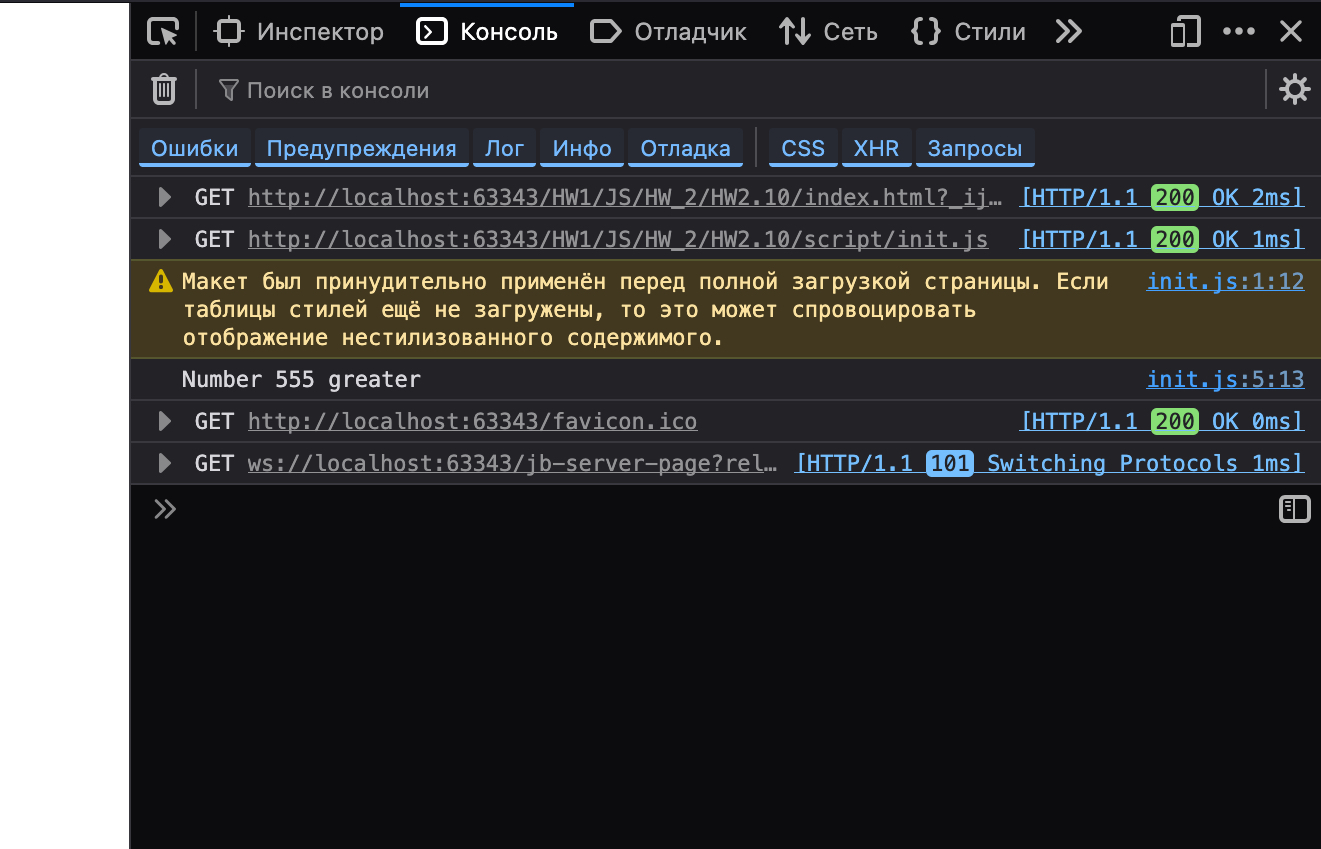 Инспектор Консоль Отладчик Сеть {} Стили
Поиск в консоли
Ошибки Предупреждения Лог Инфо Отладка CSS XHR Запросы
GET http://localhost:63343/HW1/JS/HW_2/HW2.10/index.html?_ij… [HTTP/1.1 200 OK 2ms]
GET http://localhost:63343/HW1/JS/HW_2/HW2.10/script/init.js [HTTP/1.1 200 OK 1ms]
Макет был принудительно применён перед полной загрузкой страницы. Если init.js:1:12
таблицы стилей ещё не загружены, то это может спровоцировать
отображение нестилизованного содержимого.
Number 555 greater init.js:5:13
GET http://localhost:63343/favicon.ico [HTTP/1.1 200 OK 0ms]
GET ws://localhost:63343/jb-server-page?rel… [HTTP/1.1 101 Switching Protocols 1ms]